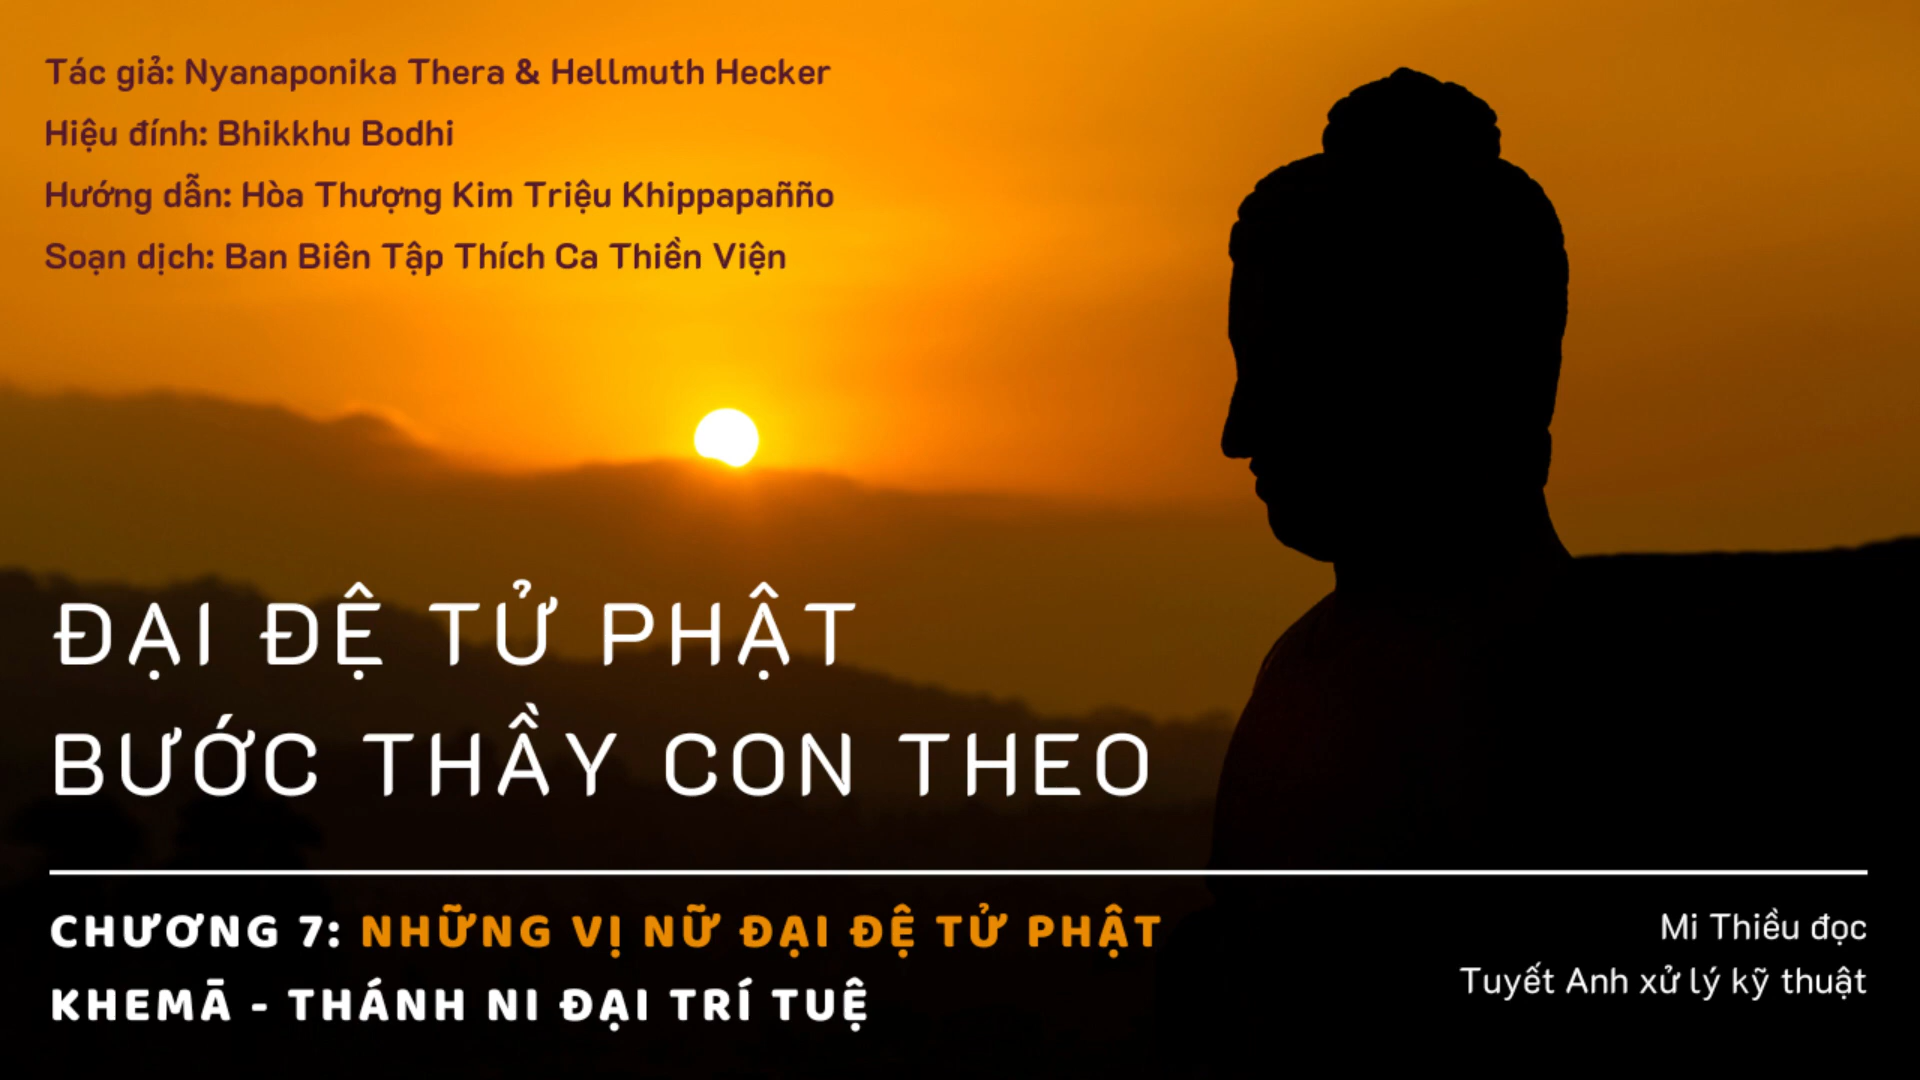 Tác giả: Nyanaponika Thera & Hellmuth Hecker
Hiệu đính: Bhikkhu Bodhi
Hướng dẫn: Hòa Thượng Kim Triệu Khippapañño
Soạn dịch: Ban Biên Tập Thích Ca Thiền Viện
ĐẠI ĐỆ TỬ PHẬT
BƯỚC THẦY CON THEO
CHƯƠNG 7: NHỮNG VỊ NỮ ĐẠI ĐỆ TỬ PHẬT
KHEMĀ - THÁNH NI ĐẠI TRÍ TUỆ
Mi Thiều đọc
Tuyết Anh xử lý kỹ thuật